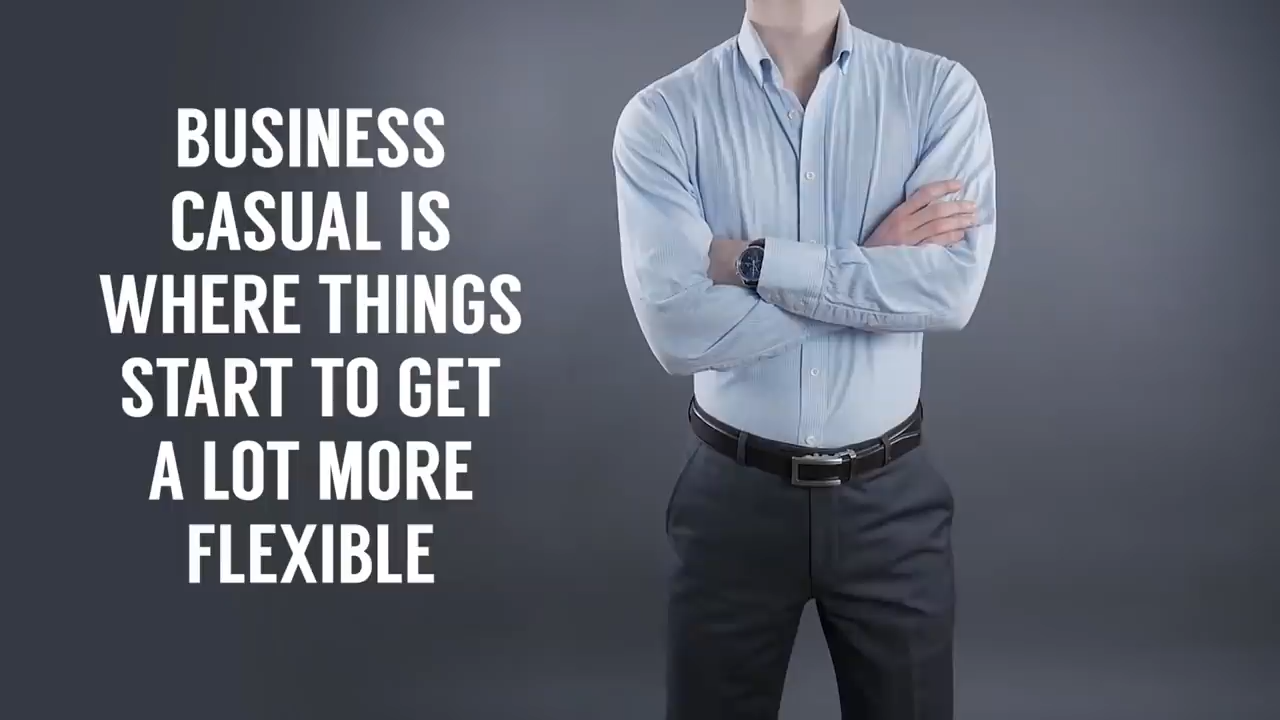 BUSINESS
CASUAL IS
WHERE THINGS
START TO GET
A LOT MORE
FLEXIBLE